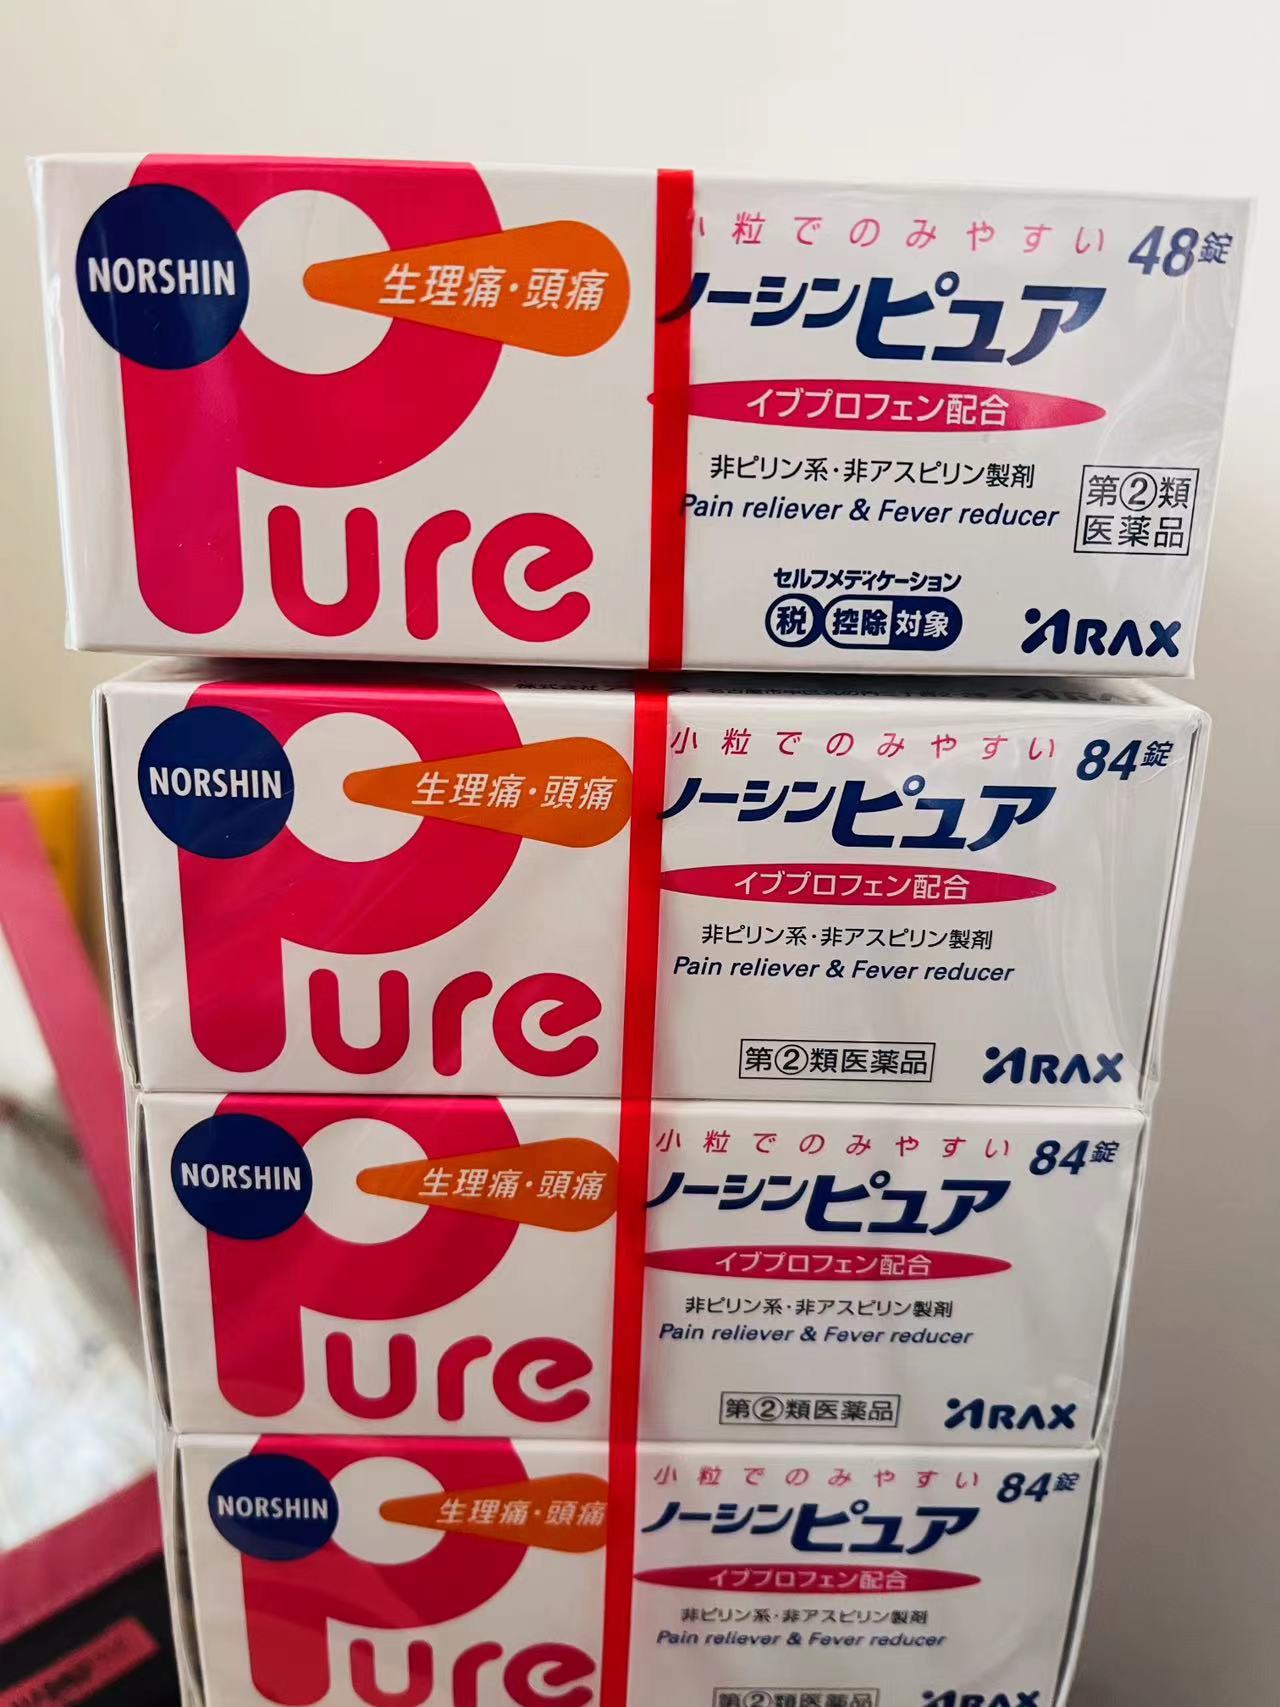 NORSHIN
Pure
生理痛・頭痛
小粒でのみやすい 48錠
ノーシンピュア
イブプロフェン配合
非ピリン系・非アスピリン製剤
Pain reliever & Fever reducer
第②類
医薬品
セルフメディケーション
税 控除 対象
ARAX
NORSHIN
Pure
生理痛・頭痛
小粒でのみやすい 84錠
ノーシンピュア
イブプロフェン配合
非ピリン系・非アスピリン製剤
Pain reliever & Fever reducer
第②類医薬品
ARAX
NORSHIN
Pure
生理痛・頭痛
小粒でのみやすい 84錠
ノーシンピュア
イブプロフェン配合
非ピリン系・非アスピリン製剤
Pain reliever & Fever reducer
第②類医薬品
ARAX
NORSHIN
Pure
生理痛・頭痛
小粒でのみやすい 84錠
ノーシンピュア
イブプロフェン配合
非ピリン系・非アスピリン製剤
Pain reliever & Fever reducer
第②類医薬品
ARAX